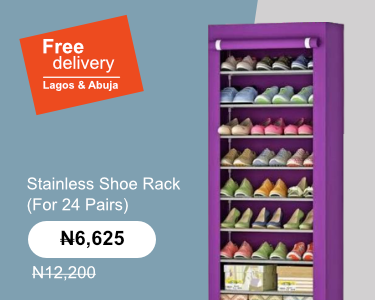 Free
delivery
Lagos & Abuja
Stainless Shoe Rack
(For 24 Pairs)
₦6,625
₦12,200